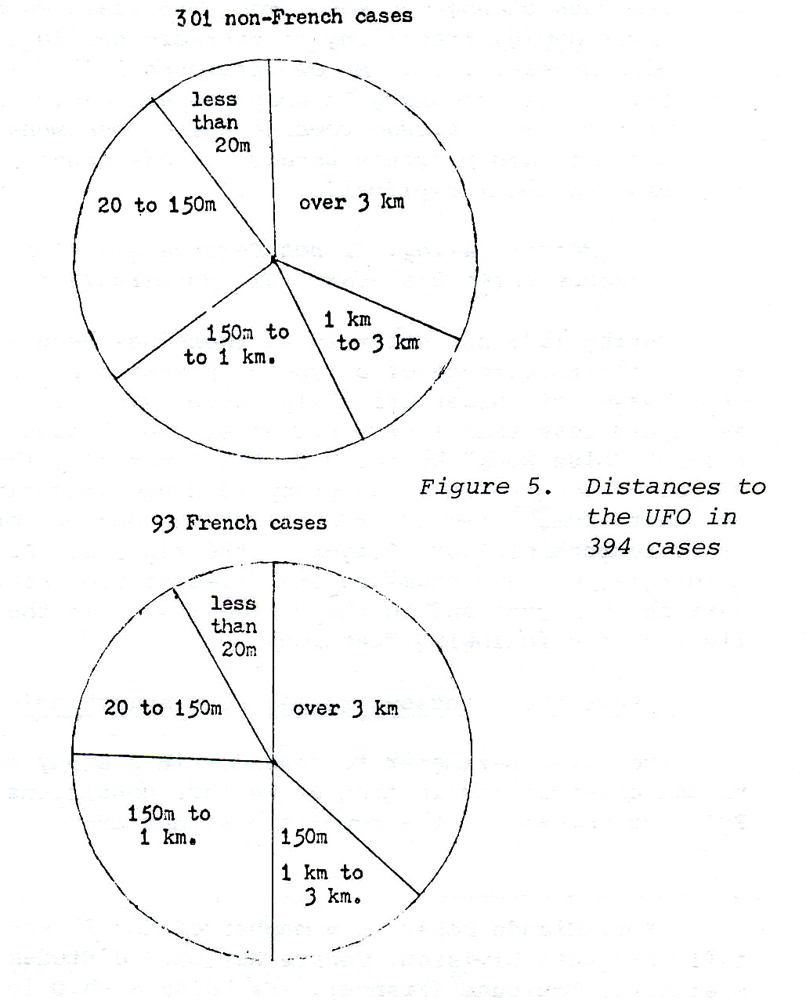 301 non-French cases
less
than
20m
20 to 150m
over 3 km
1 km
to 3 km
150m to
to 1 km.
Figure 5. Distances to
the UFO in
394 cases
93 French cases
less
than
20m
20 to 150m
over 3 km
150m to
1 km.
150m
1 km to
3 km.